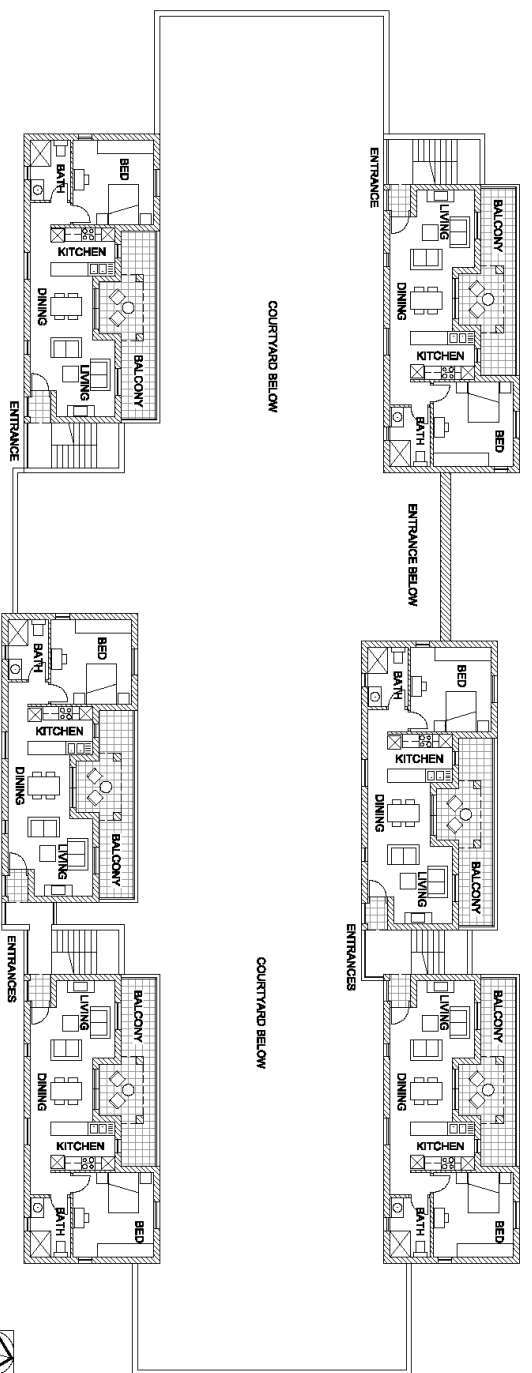 BALCONY
LIVING
DINING
KITCHEN
BED
BATH
ENTRANCE
ENTRANCE BELOW
BED
BATH
KITCHEN
DINING
LIVING
BALCONY
ENTRANCES
BALCONY
LIVING
DINING
KITCHEN
BED
BATH
COURTYARD BELOW
COURTYARD BELOW
BED
BATH
KITCHEN
DINING
LIVING
BALCONY
ENTRANCE
BED
BATH
KITCHEN
DINING
LIVING
BALCONY
ENTRANCES
BALCONY
LIVING
DINING
KITCHEN
BED
BATH